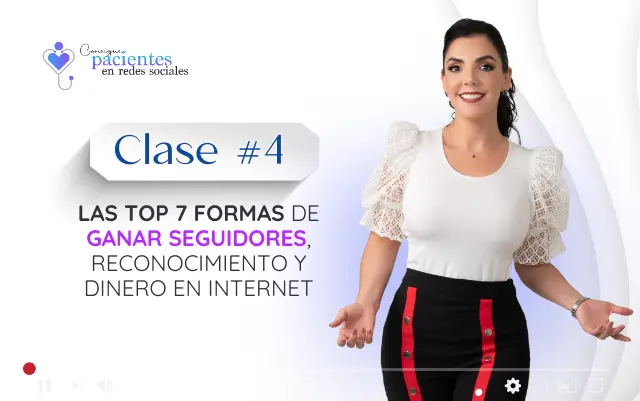 Consigue
pacientes
en redes sociales
Clase #4
LAS TOP 7 FORMAS DE
GANAR SEGUIDORES,
RECONOCIMIENTO Y
DINERO EN INTERNET